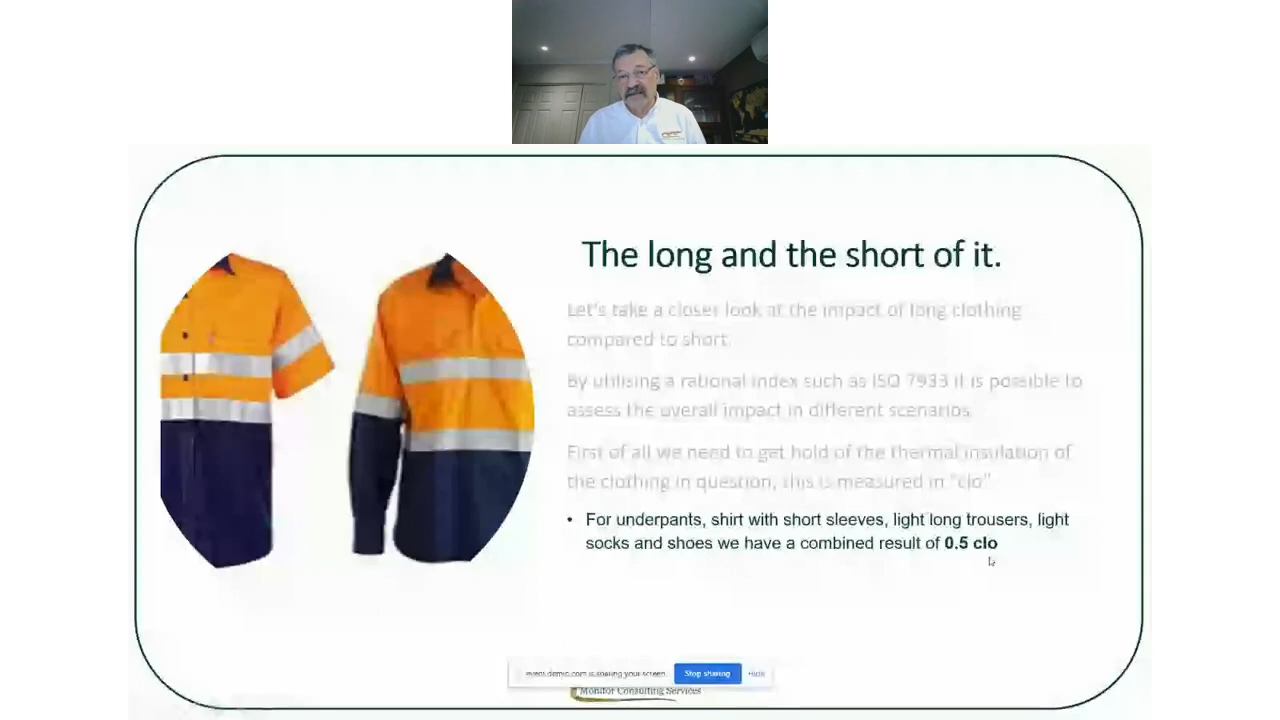 The long and the short of it.
Let's take a closer look at the impact of long clothing
compared to short.
By utilising a rational index such as ISO 7933 it is possible to
assess the overall impact in different scenarios.
First of all we need to get hold of the thermal insulation of
the clothing in question, this is measured in "clo"
• For underpants, shirt with short sleeves, light long trousers, light
socks and shoes we have a combined result of 0.5 clo
is sharing your screen. Stop sharing Hide
Monitor Consulting Services